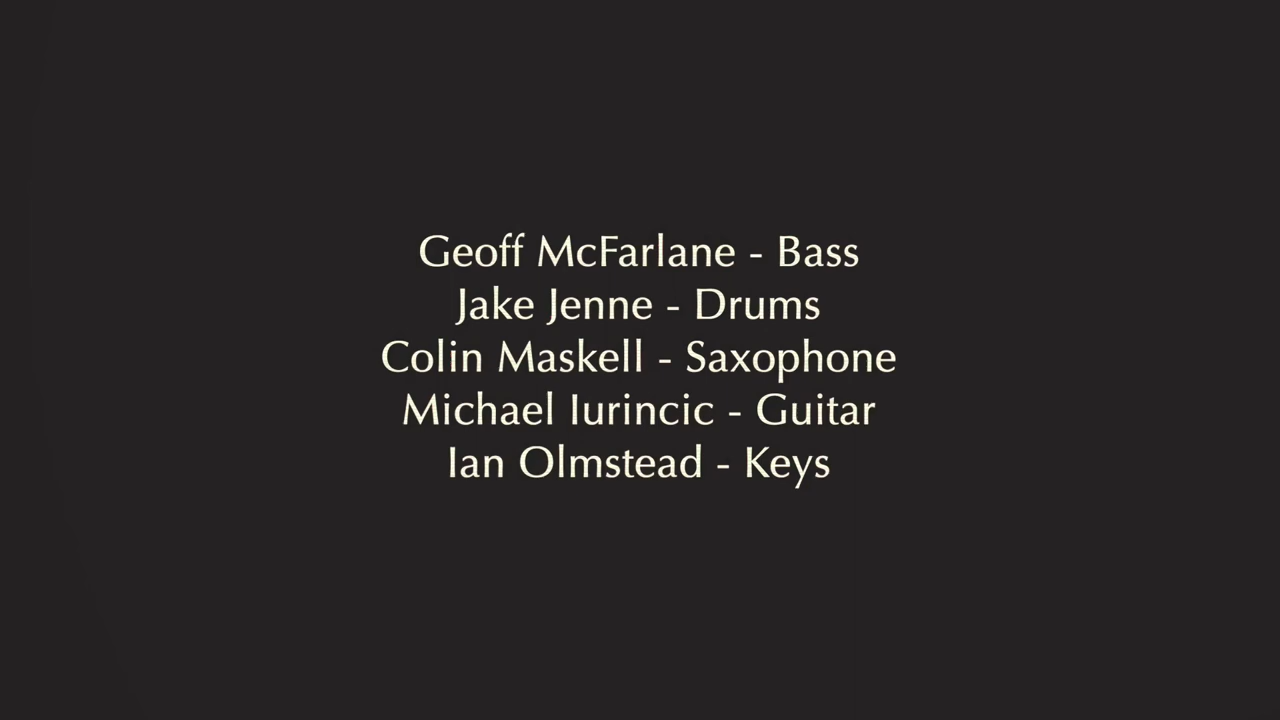 Geoff McFarlane - Bass
Jake Jenne - Drums
Colin Maskell - Saxophone
Michael Iurincic - Guitar
Ian Olmstead - Keys